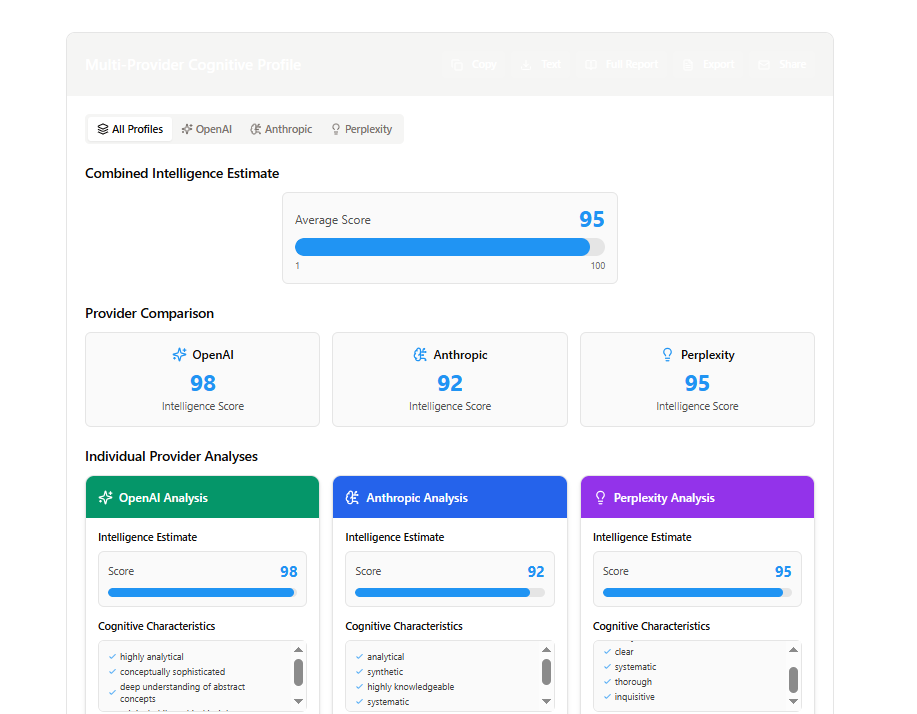 Multi-Provider Cognitive Profile
Copy Text Full Report Export Share
All Profiles OpenAI Anthropic Perplexity
Combined Intelligence Estimate
Average Score 95
1 100
Provider Comparison
OpenAI
98
Intelligence Score
Anthropic
92
Intelligence Score
Perplexity
95
Intelligence Score
Individual Provider Analyses
OpenAI Analysis
Intelligence Estimate
Score 98
Cognitive Characteristics
highly analytical
conceptually sophisticated
deep understanding of abstract
concepts
Anthropic Analysis
Intelligence Estimate
Score 92
Cognitive Characteristics
analytical
synthetic
highly knowledgeable
systematic
Perplexity Analysis
Intelligence Estimate
Score 95
Cognitive Characteristics
clear
systematic
thorough
inquisitive